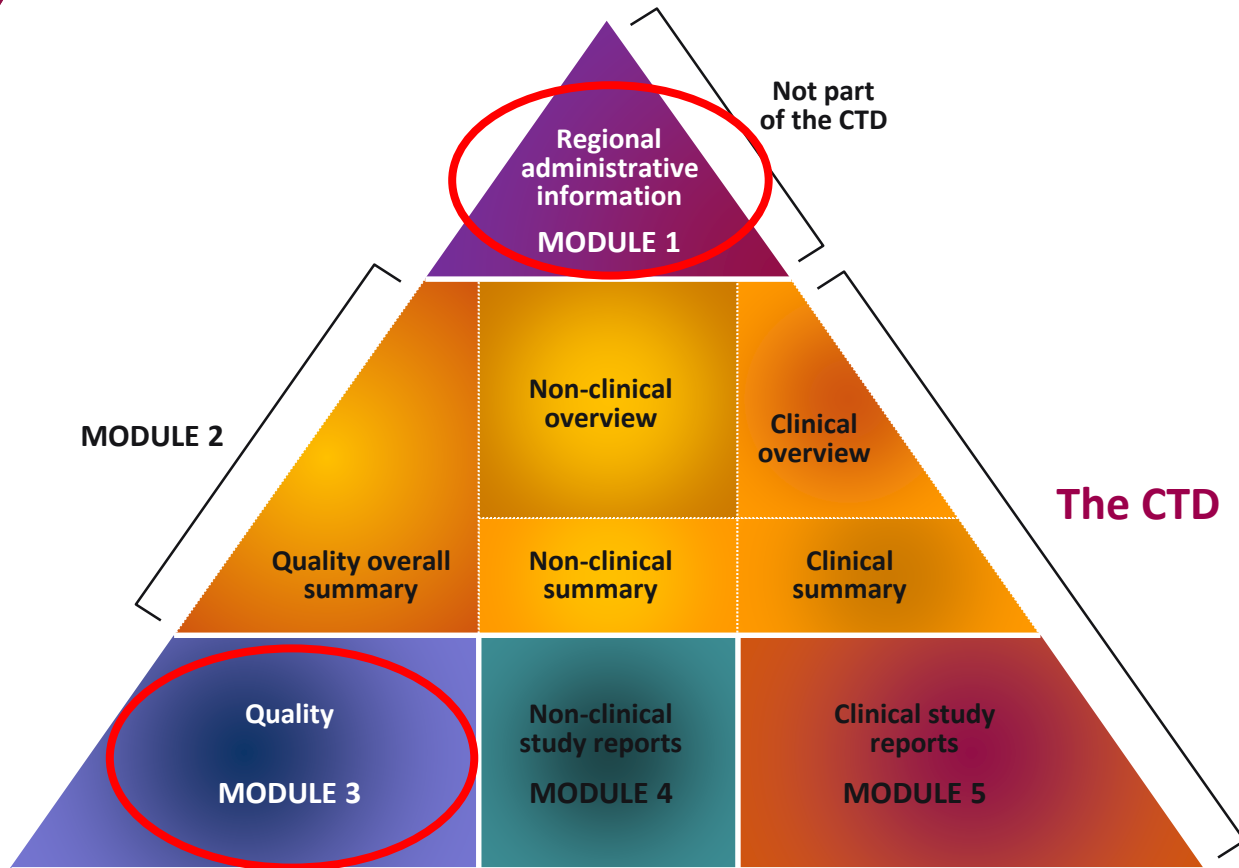 Not part
of the CTD
Regional
administrative
information
MODULE 1
MODULE 2
Non-clinical
overview
Clinical
overview
The CTD
Quality overall
summary
Non-clinical
summary
Clinical
summary
Quality
MODULE 3
Non-clinical
study reports
MODULE 4
Clinical study
reports
MODULE 5